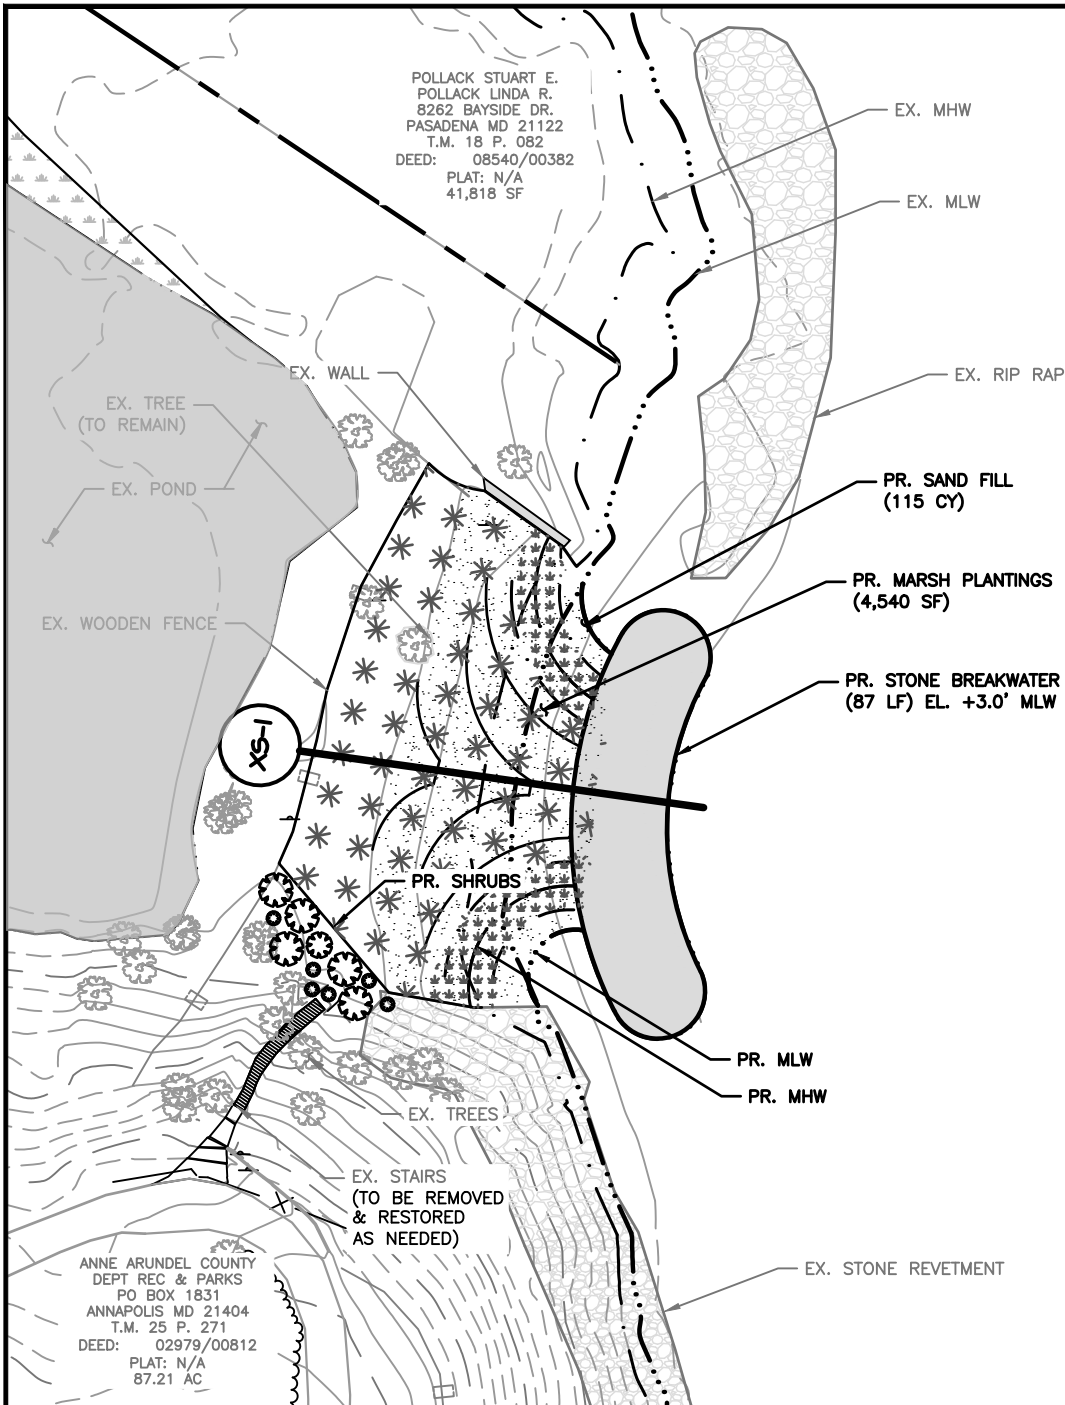 POLLACK STUART E.
POLLACK LINDA R.
8262 BAYSIDE DR.
PASADENA MD 21122
T.M. 18 P. 082
DEED: 08540/00382
PLAT: N/A
41,818 SF
EX. MHW
EX. MLW
EX. RIP RAP
EX. WALL
EX. TREE
(TO REMAIN)
EX. POND
PR. SAND FILL
(115 CY)
PR. MARSH PLANTINGS
(4,540 SF)
EX. WOODEN FENCE
PR. STONE BREAKWATER
(87 LF) EL. +3.0' MLW
XS-1
PR. SHRUBS
PR. MLW
PR. MHW
EX. TREES
EX. STAIRS
(TO BE REMOVED
& RESTORED
AS NEEDED)
ANNE ARUNDEL COUNTY
DEPT REC & PARKS
PO BOX 1831
ANNAPOLIS MD 21404
T.M. 25 P. 271
DEED: 02979/00812
PLAT: N/A
87.21 AC
EX. STONE REVETMENT